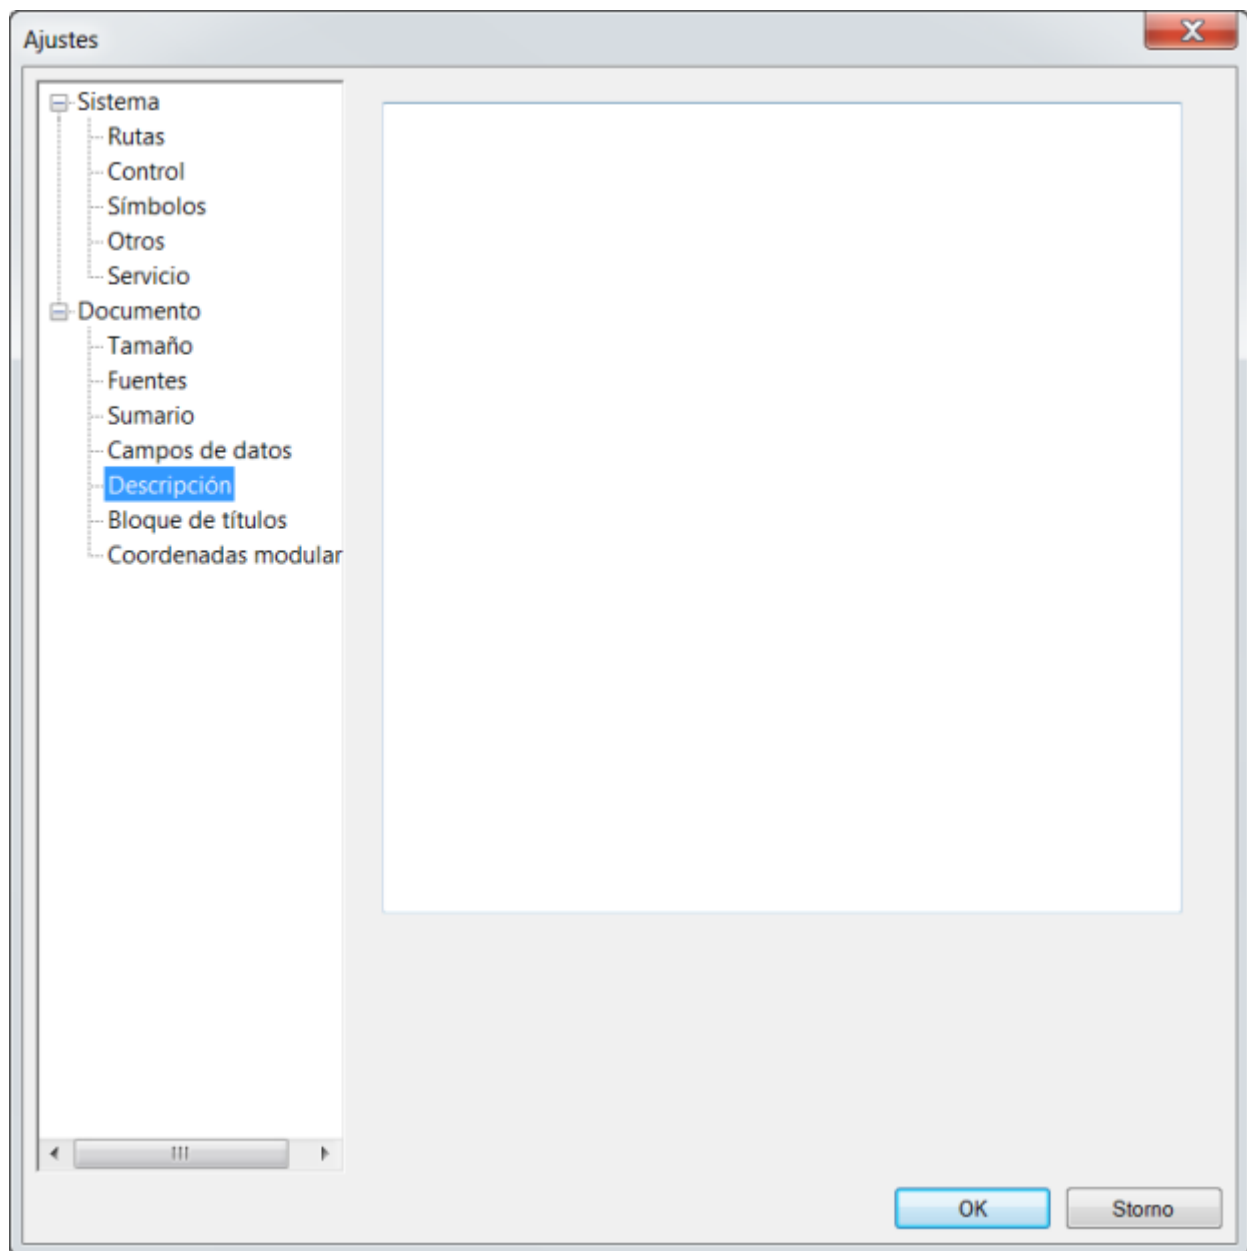 Ajustes
Sistema
Rutas
Control
Símbolos
Otros
Servicio
Documento
Tamaño
Fuentes
Sumario
Campos de datos
Descripción
Bloque de títulos
Coordenadas modular
OK
Storno